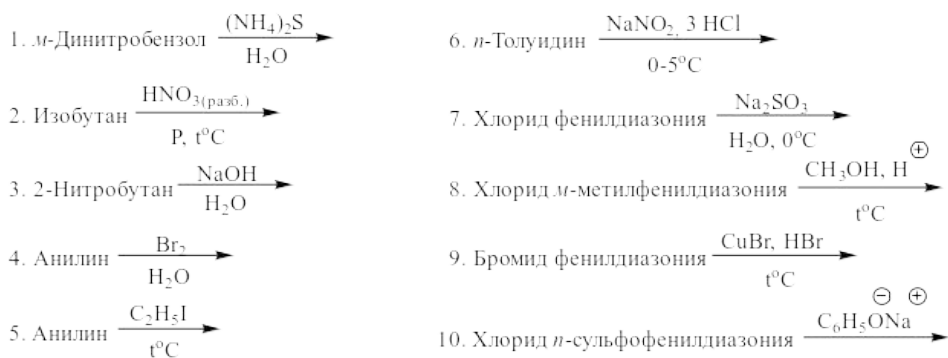 1. м-Динитробензол (NH₄)₂S
H₂O
2. Изобутан HNO₃(разб.)
P, t°C
3. 2-Нитробутан NaOH
H₂O
4. Анилин Br₂
H₂O
5. Анилин C₂H₅I
t°C
6. п-Толуидин NaNO₂, 3 HCl
0-5°C
7. Хлорид фенилдиазония Na₂SO₃
H₂O, 0°C
8. Хлорид м-метилфенилдиазония CH₃OH, H⊕
t°C
9. Бромид фенилдиазония CuBr, HBr
t°C
10. Хлорид п-сульфофенилдиазония C₆H₅O⊖Na⊕